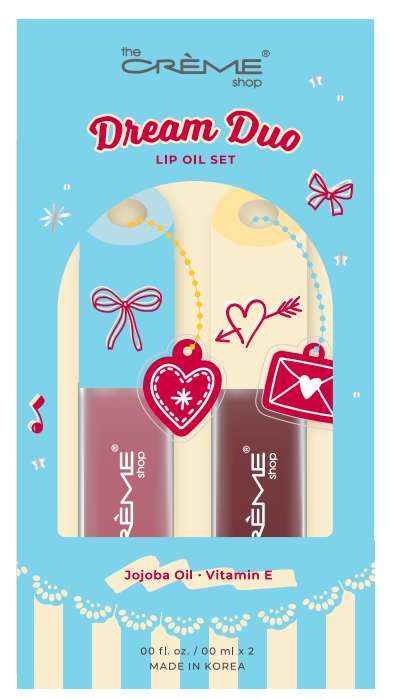 the
CRÈME®
shop
Dream Duo
LIP OIL SET
CRÈME®
shop
CRÈME®
shop
Jojoba Oil • Vitamin E
00 fl. oz. / 00 ml x 2
MADE IN KOREA